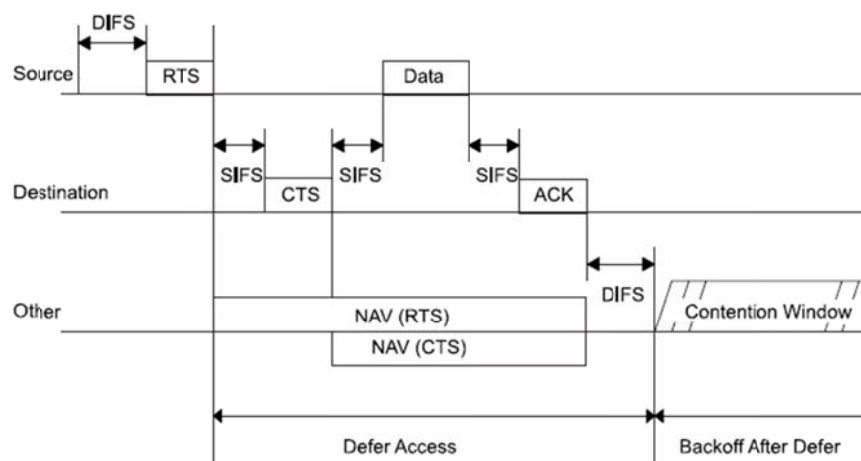 DIFS
Source
RTS
Data
SIFS
SIFS
SIFS
Destination
CTS
ACK
DIFS
Other
NAV (RTS)
Contention Window
NAV (CTS)
Defer Access
Backoff After Defer